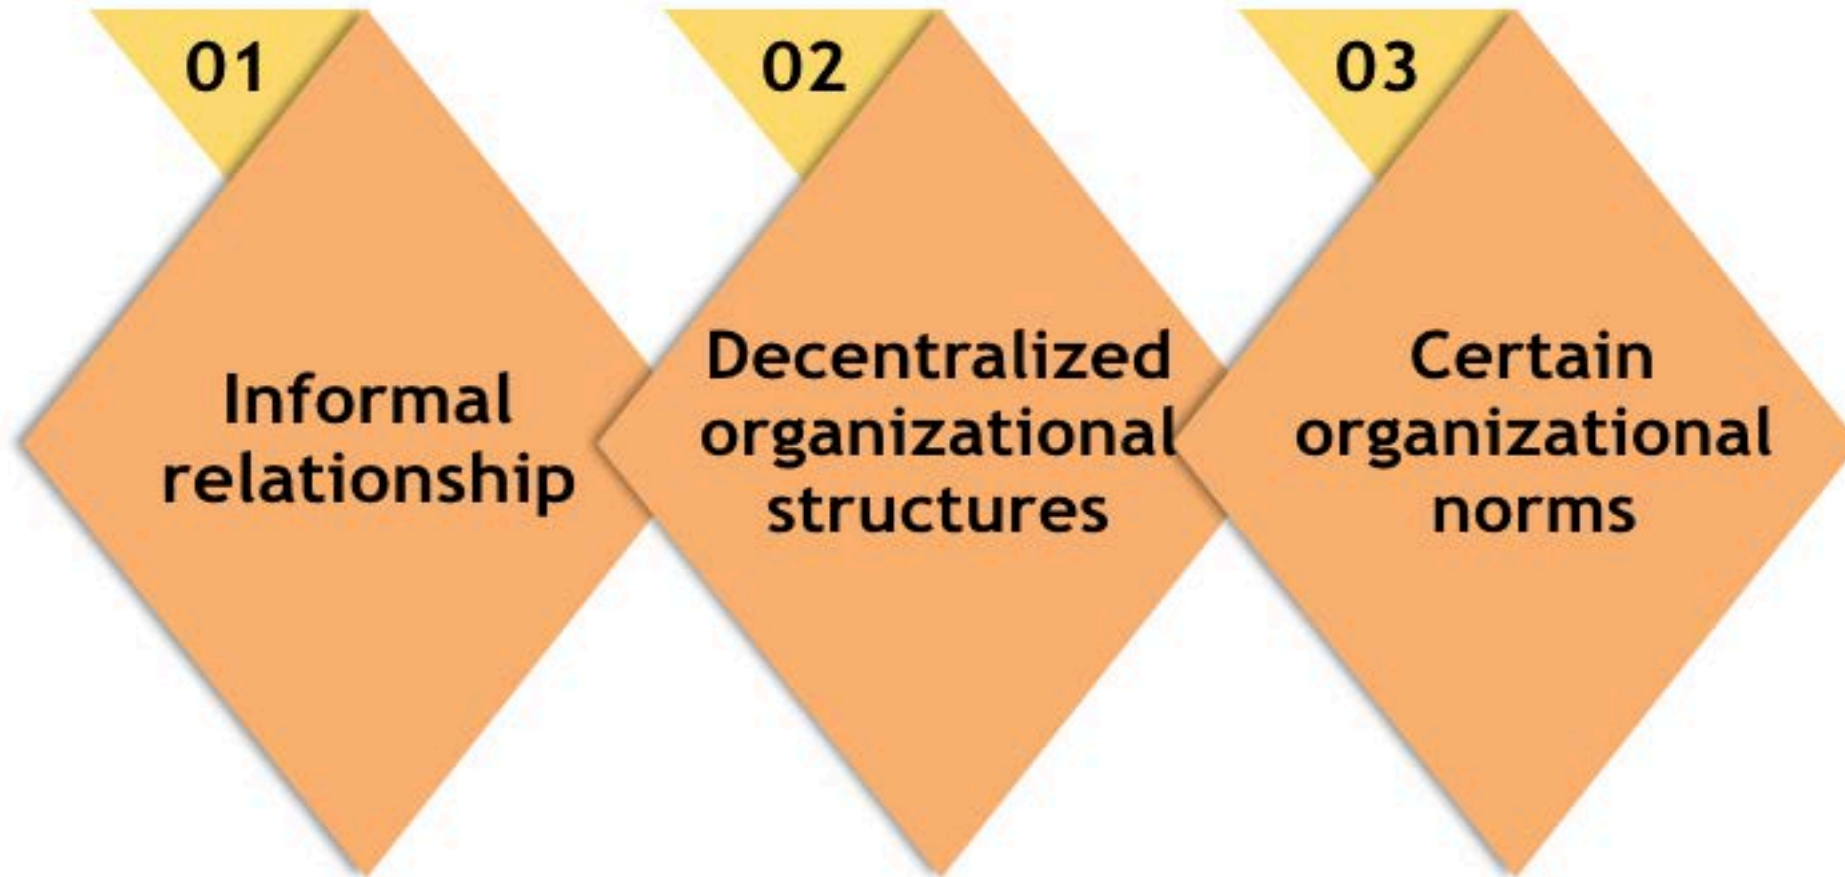 01
Informal
relationship
02
Decentralized
organizational
structures
03
Certain
organizational
norms